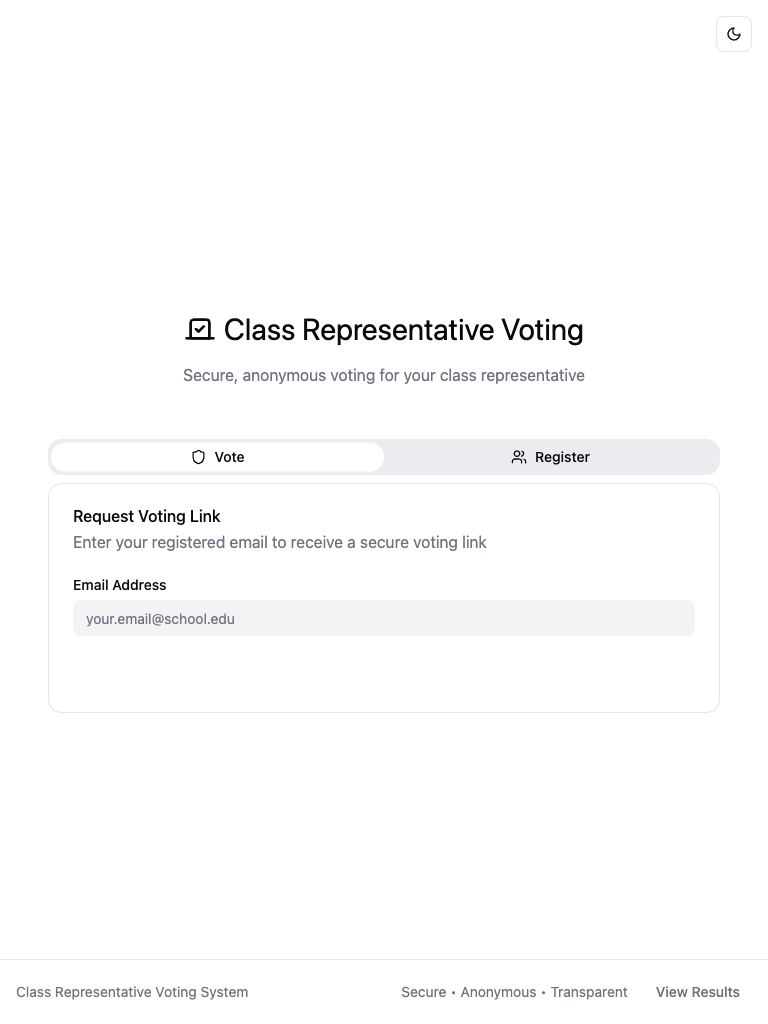 Class Representative Voting
Secure, anonymous voting for your class representative
Vote
Register
Request Voting Link
Enter your registered email to receive a secure voting link
Email Address
your.email@school.edu
Class Representative Voting System
Secure • Anonymous • Transparent
View Results